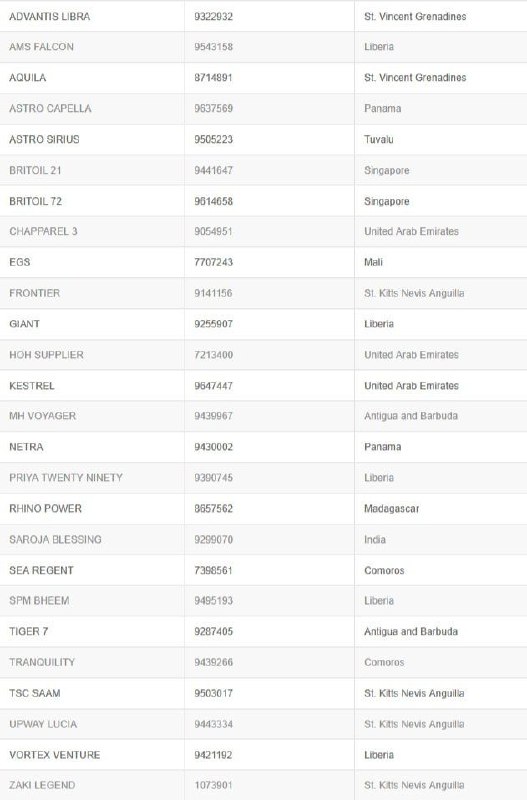 ADVANTIS LIBRA 9322932 St. Vincent Grenadines
AMS FALCON 9543158 Liberia
AQUILA 8714891 St. Vincent Grenadines
ASTRO CAPELLA 9637569 Panama
ASTRO SIRIUS 9505223 Tuvalu
BRITOIL 21 9441647 Singapore
BRITOIL 72 9614658 Singapore
CHAPPAREL 3 9054951 United Arab Emirates
EGS 7707243 Mali
FRONTIER 9141156 St. Kitts Nevis Anguilla
GIANT 9255907 Liberia
HOH SUPPLIER 7213400 United Arab Emirates
KESTREL 9647447 United Arab Emirates
MH VOYAGER 9439967 Antigua and Barbuda
NETRA 9430002 Panama
PRIYA TWENTY NINETY 9390745 Liberia
RHINO POWER 8657562 Madagascar
SAROJA BLESSING 9299070 India
SEA REGENT 7398561 Comoros
SPM BHEEM 9495193 Liberia
TIGER 7 9287405 Antigua and Barbuda
TRANQUILITY 9439266 Comoros
TSC SAAM 9503017 St. Kitts Nevis Anguilla
UPWAY LUCIA 9443334 St. Kitts Nevis Anguilla
VORTEX VENTURE 9421192 Liberia
ZAKI LEGEND 1073901 St. Kitts Nevis Anguilla